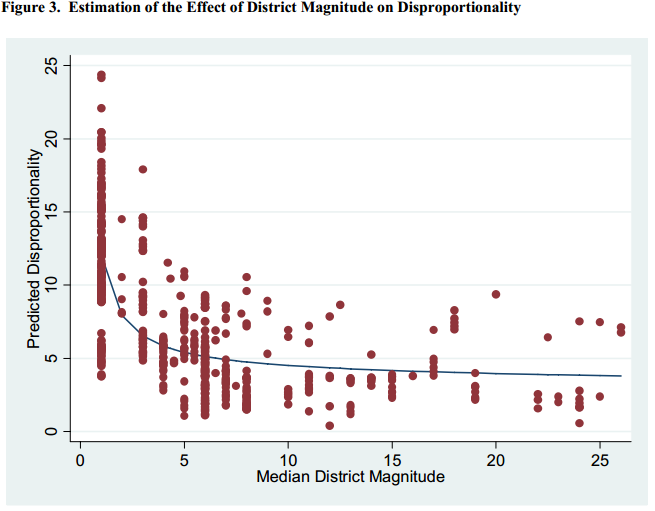 Figure 3. Estimation of the Effect of District Magnitude on Disproportionality
25
20
15
10
5
0
Predicted Disproportionality
0 5 10 15 20 25
Median District Magnitude